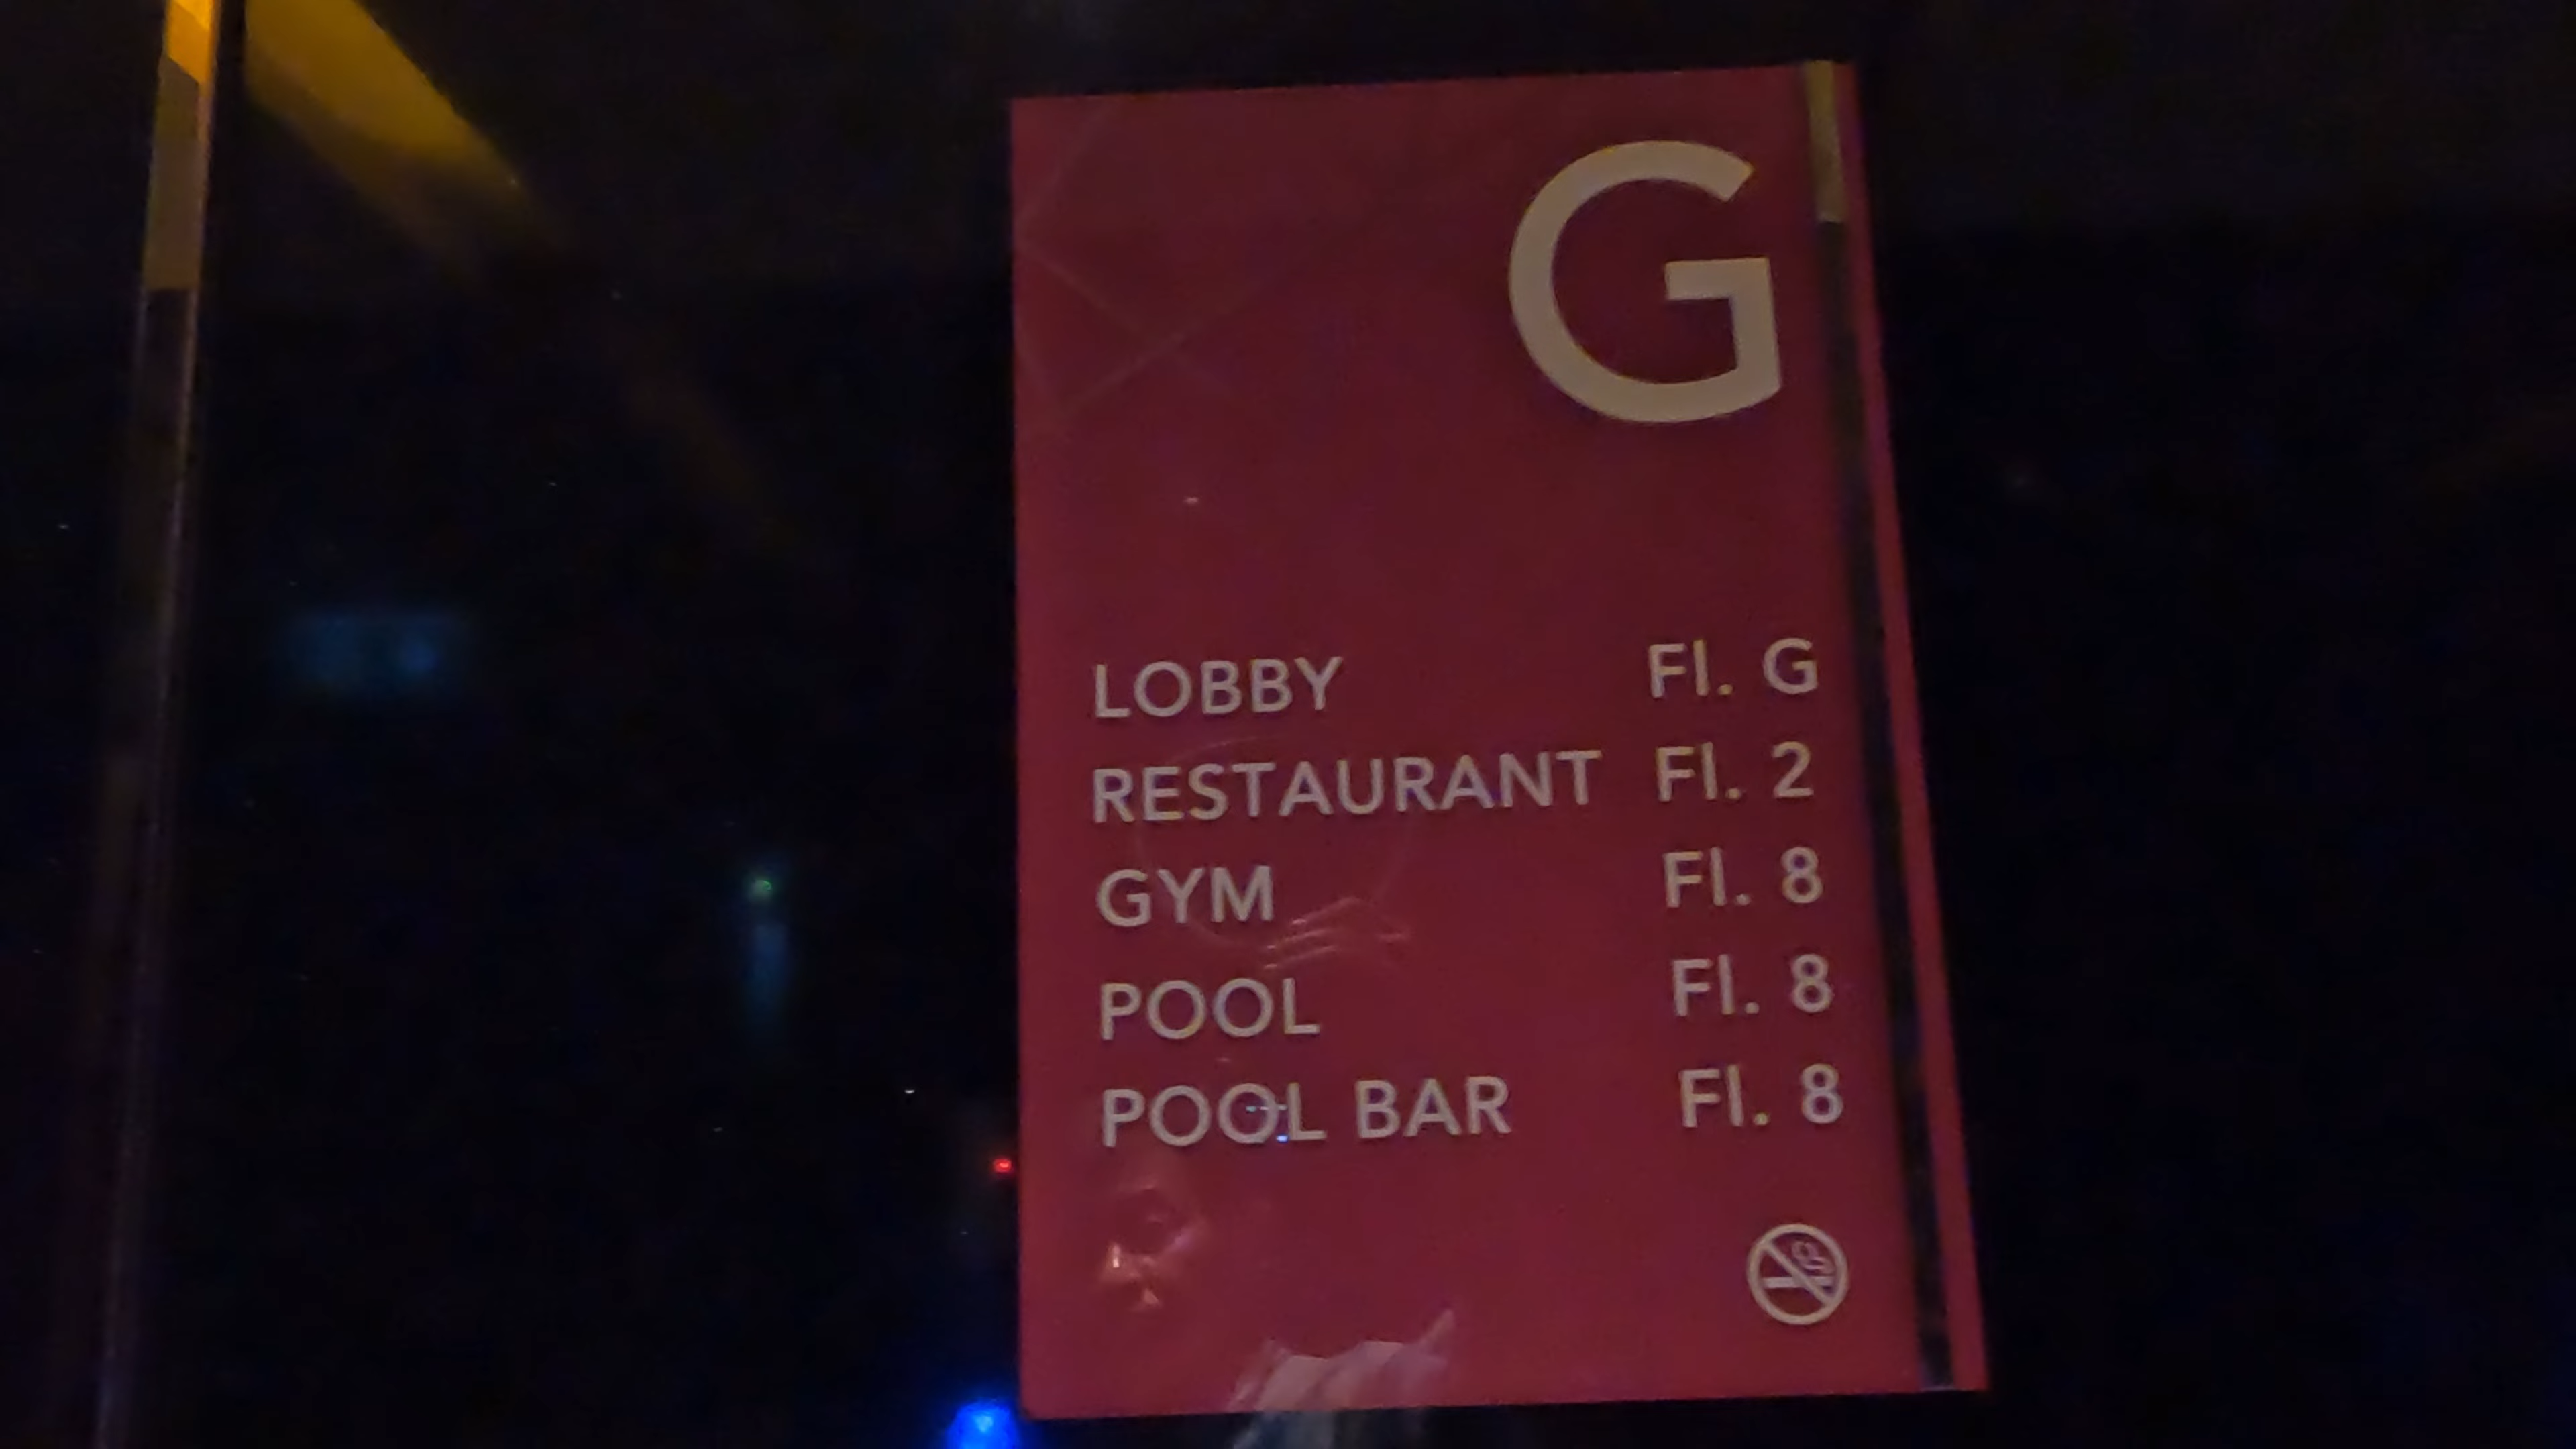 G
LOBBY Fl. G
RESTAURANT Fl. 2
GYM Fl. 8
POOL Fl. 8
POOL BAR Fl. 8